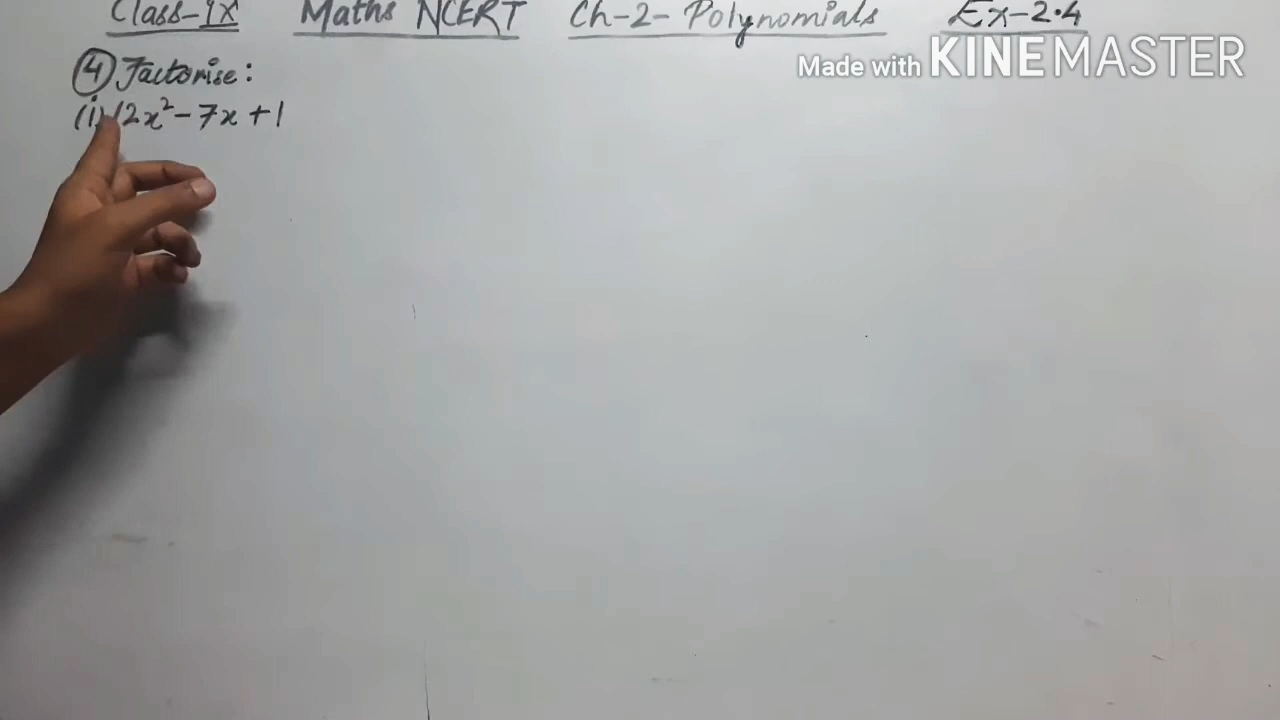 Class-IX Maths NCERT Ch-2- Polynomials Ex-2.4
Made with KINEMASTER
④ Factorise:
(i) 12x² - 7x + 1